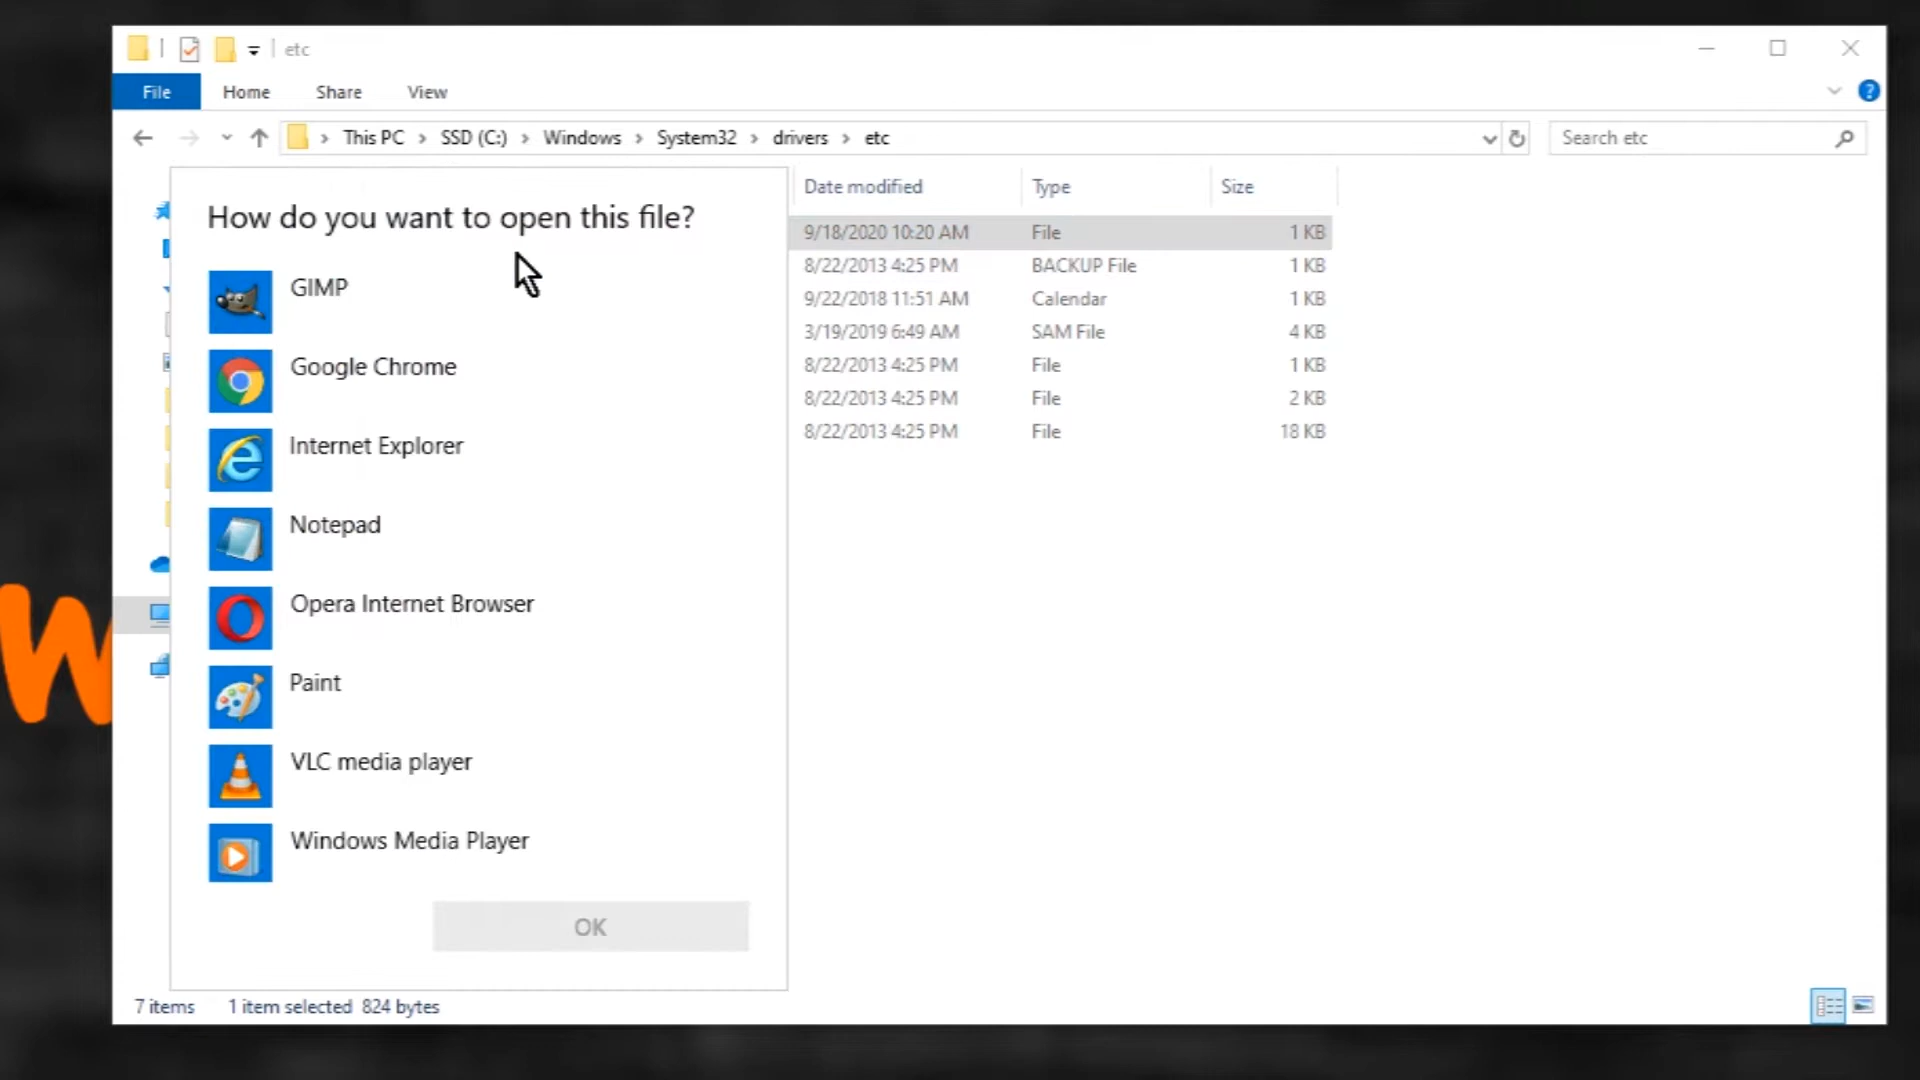 etc
File Home Share View
This PC > SSD (C:) > Windows > System32 > drivers > etc
Search etc
How do you want to open this file?
GIMP
Google Chrome
Internet Explorer
Notepad
Opera Internet Browser
Paint
VLC media player
Windows Media Player
OK
Date modified Type Size
9/18/2020 10:20 AM File 1 KB
8/22/2013 4:25 PM BACKUP File 1 KB
9/22/2018 11:51 AM Calendar 1 KB
3/19/2019 6:49 AM SAM File 4 KB
8/22/2013 4:25 PM File 1 KB
8/22/2013 4:25 PM File 2 KB
8/22/2013 4:25 PM File 18 KB
w
7 items 1 item selected 824 bytes